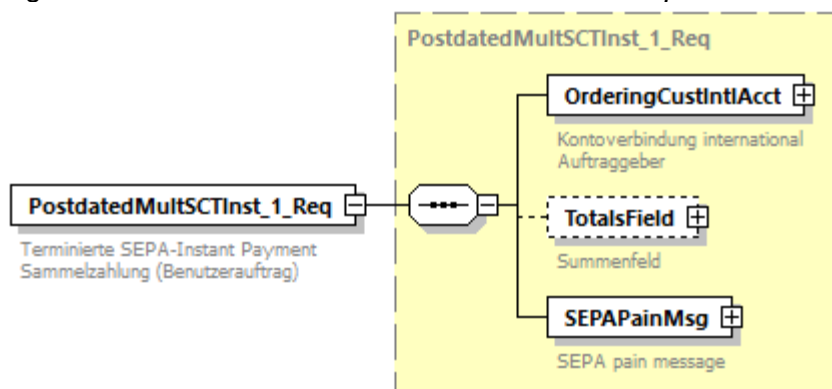 PostdatedMultSCTInst_1_Req
OrderingCustIntlAcct
Kontoverbindung international
Auftraggeber
PostdatedMultSCTInst_1_Req
Terminierte SEPA-Instant Payment
Sammelzahlung (Benutzerauftrag)
TotalsField
Summenfeld
SEPAPainMsg
SEPA pain message